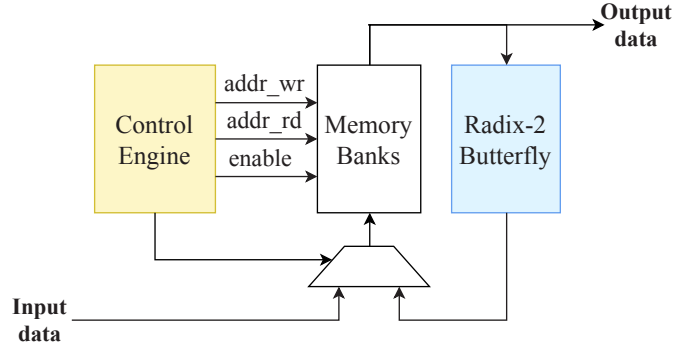 Output
data
Control
Engine
addr_wr
addr_rd
enable
Memory
Banks
Radix-2
Butterfly
Input
data